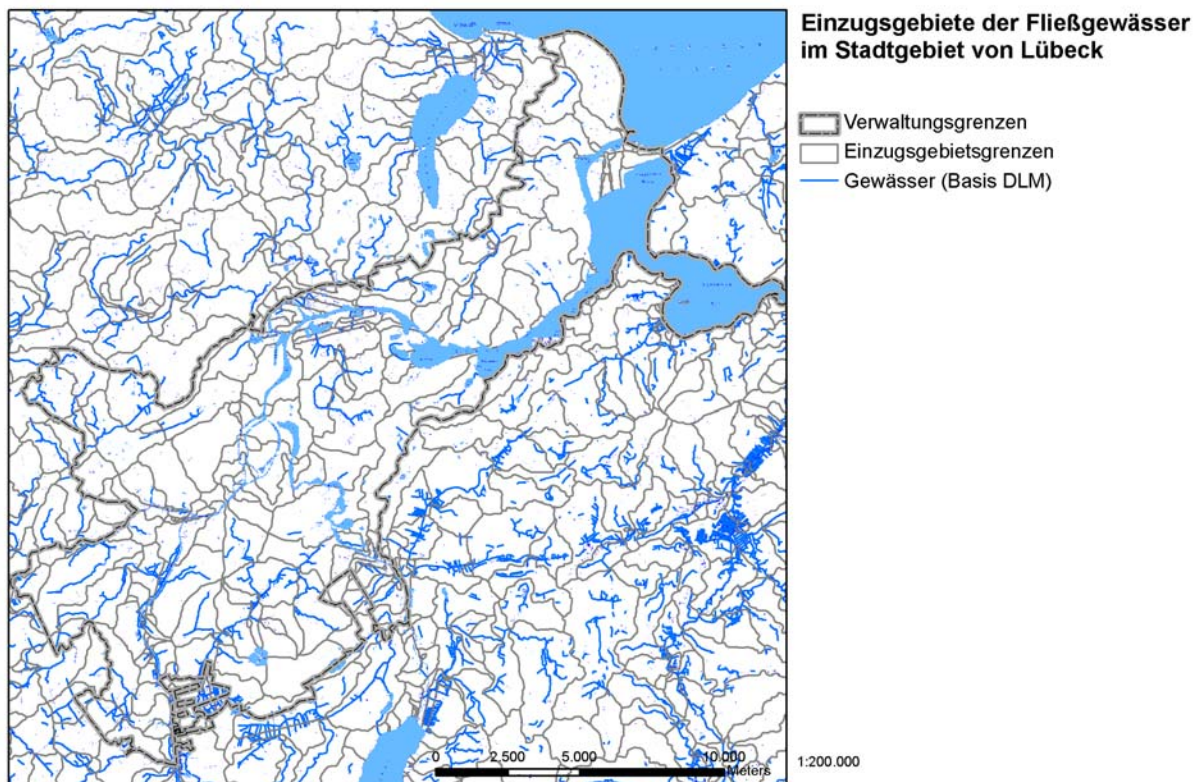 Einzugsgebiete der Fließgewässer
im Stadtgebiet von Lübeck
Verwaltungsgrenzen
Einzugsgebietsgrenzen
Gewässer (Basis DLM)
0 2,500 5.000 10.000
Meters
1:200.000